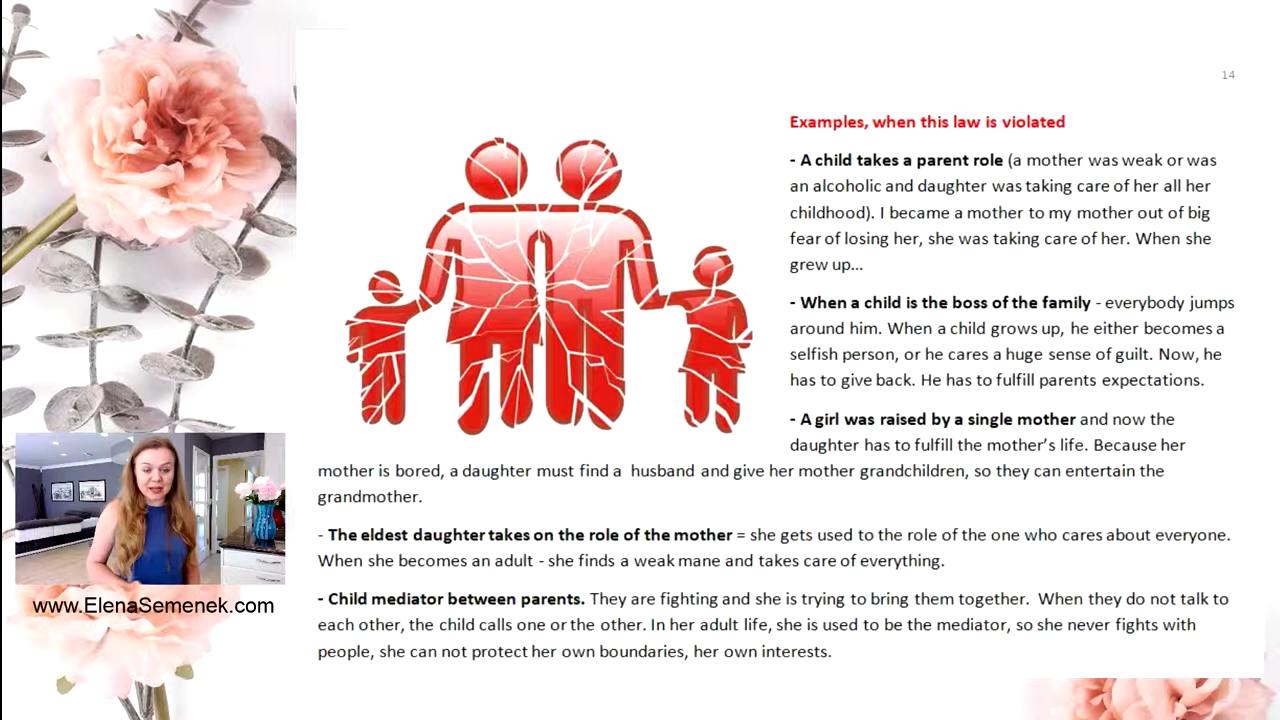 14
Examples, when this law is violated
- A child takes a parent role (a mother was weak or was
an alcoholic and daughter was taking care of her all her
childhood). I became a mother to my mother out of big
fear of losing her, she was taking care of her. When she
grew up...
- When a child is the boss of the family - everybody jumps
around him. When a child grows up, he either becomes a
selfish person, or he cares a huge sense of guilt. Now, he
has to give back. He has to fulfill parents expectations.
- A girl was raised by a single mother and now the
daughter has to fulfill the mother's life. Because her
mother is bored, a daughter must find a husband and give her mother grandchildren, so they can entertain the
grandmother.
- The eldest daughter takes on the role of the mother = she gets used to the role of the one who cares about everyone.
When she becomes an adult - she finds a weak mane and takes care of everything.
- Child mediator between parents. They are fighting and she is trying to bring them together. When they do not talk to
each other, the child calls one or the other. In her adult life, she is used to be the mediator, so she never fights with
people, she can not protect her own boundaries, her own interests.
www.ElenaSemenek.com